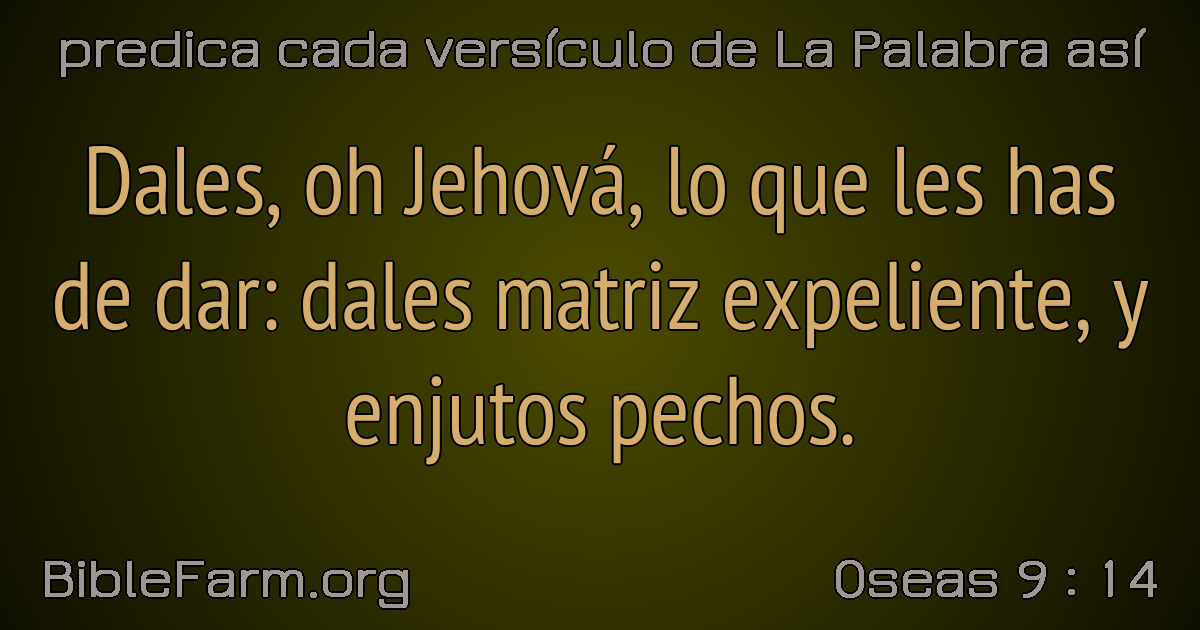 predica cada versículo de La Palabra así
Dales, oh Jehová, lo que les has
de dar: dales matriz expeliente, y
enjutos pechos.
BibleFarm.org
Oseas 9 : 14